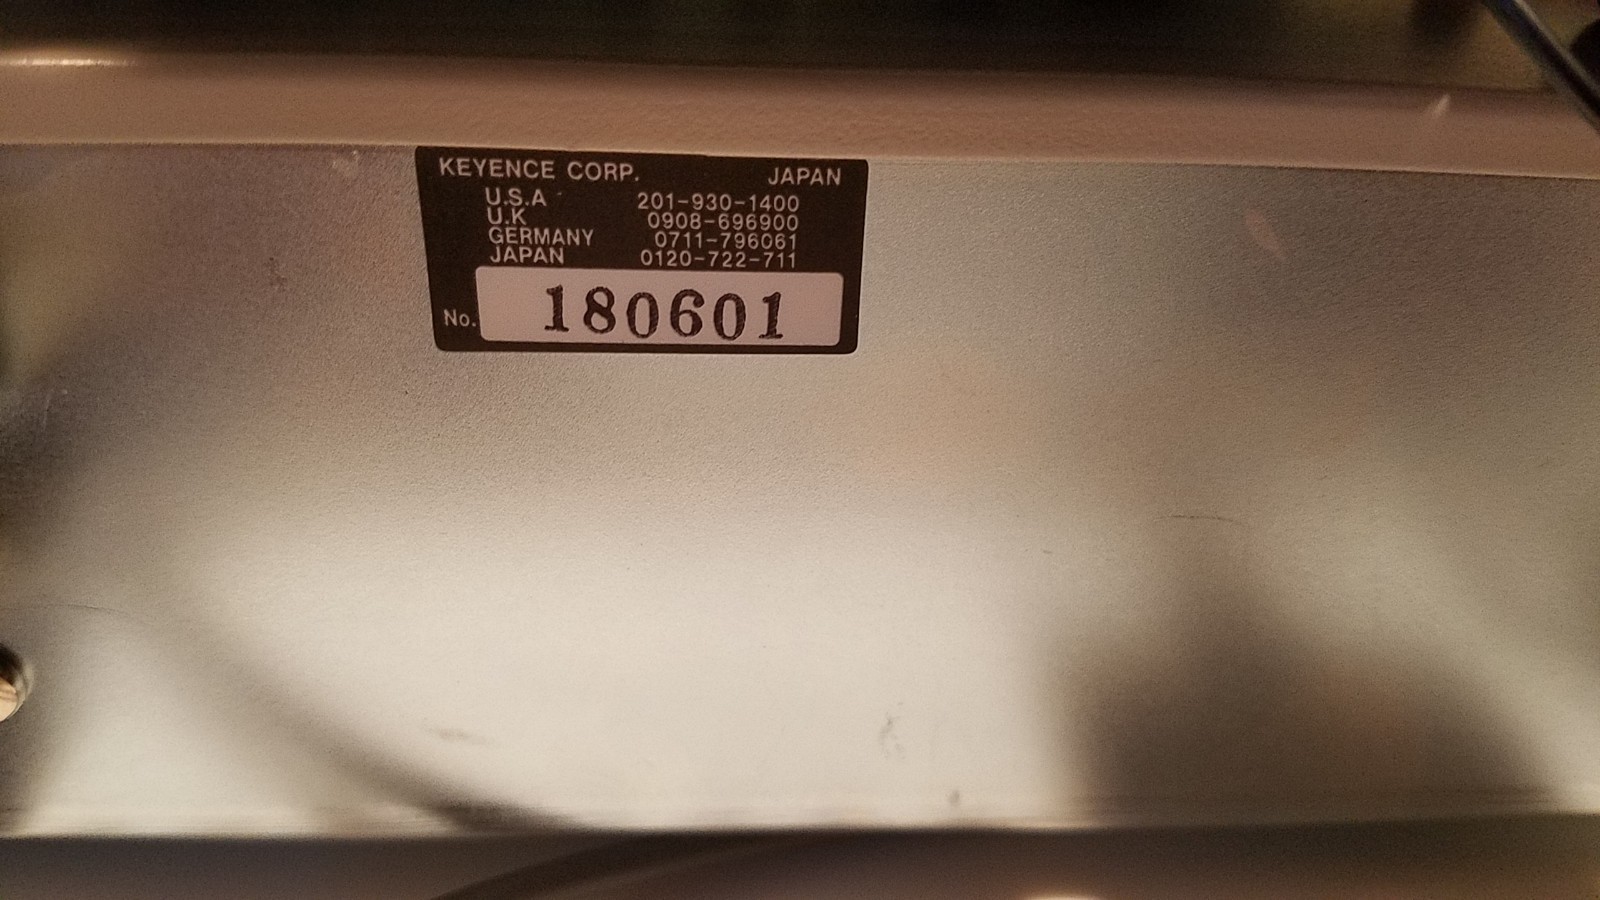 KEYENCE CORP. JAPAN
U.S.A 201-930-1400
U.K 0908-696900
GERMANY 0711-796061
JAPAN 0120-722-711
No. 180601